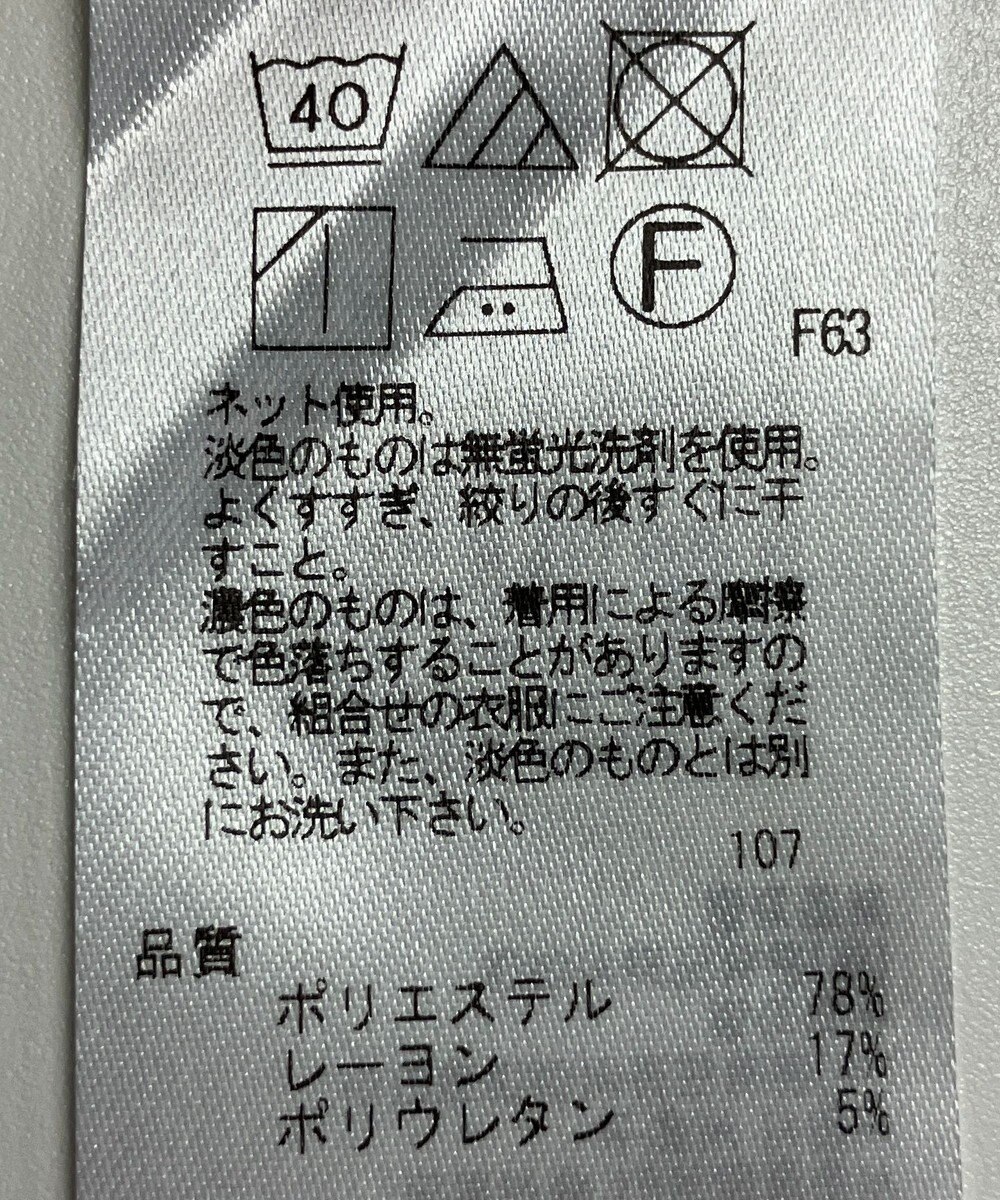 40
F
F63
ネット使用。
淡色のものは無蛍光洗剤を使用。
よくすすぎ、絞りの後すぐに干
すこと。
濃色のものは、着用による摩擦
で色落ちすることがありますの
で、組合せの衣服にご注意くだ
さい。また、淡色のものとは別
にお洗い下さい。
107
品質
ポリエステル 78%
レーヨン 17%
ポリウレタン 5%